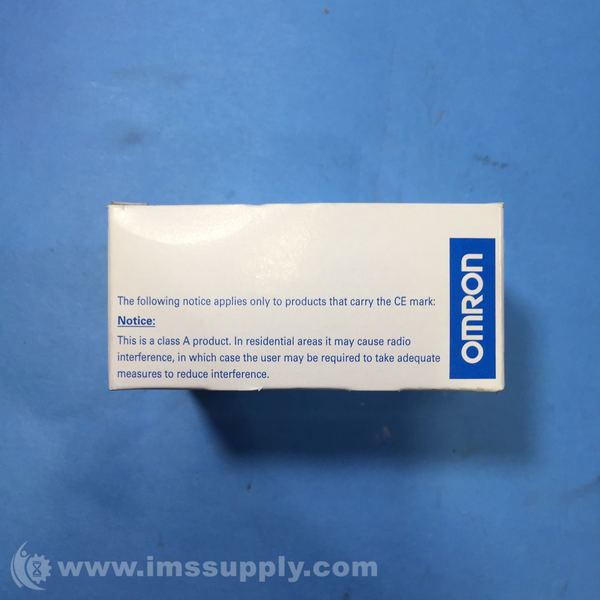 The following notice applies only to products that carry the CE mark:
Notice:
This is a class A product. In residential areas it may cause radio
interference, in which case the user may be required to take adequate
measures to reduce interference.
OMRON
www.imssupply.com